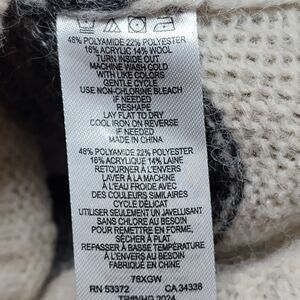 48% POLYAMIDE 22% POLYESTER
16% ACRYLIC 14% WOOL
TURN INSIDE OUT
MACHINE WASH COLD
WITH LIKE COLORS
GENTLE CYCLE
USE NON-CHLORINE BLEACH
IF NEEDED
RESHAPE
LAY FLAT TO DRY
COOL IRON ON REVERSE
IF NEEDED
MADE IN CHINA
48% POLYAMIDE 22% POLYESTER
16% ACRYLIQUE 14% LAINE
RETOURNER À L'ENVERS
LAVER À LA MACHINE
À L'EAU FROIDE AVEC
DES COULEURS SIMILAIRES
CYCLE DÉLICAT
UTILISER SEULEMENT UN JAVELLISANT
SANS CHLORE AU BESOIN
POUR REMETTRE EN FORME,
SÉCHER À PLAT
REPASSER À BASSE TEMPÉRATURE
À L'ENVERS AU BESOIN
FABRIQUÉ EN CHINE
78XGW
RN 53372 CA 34338
2024